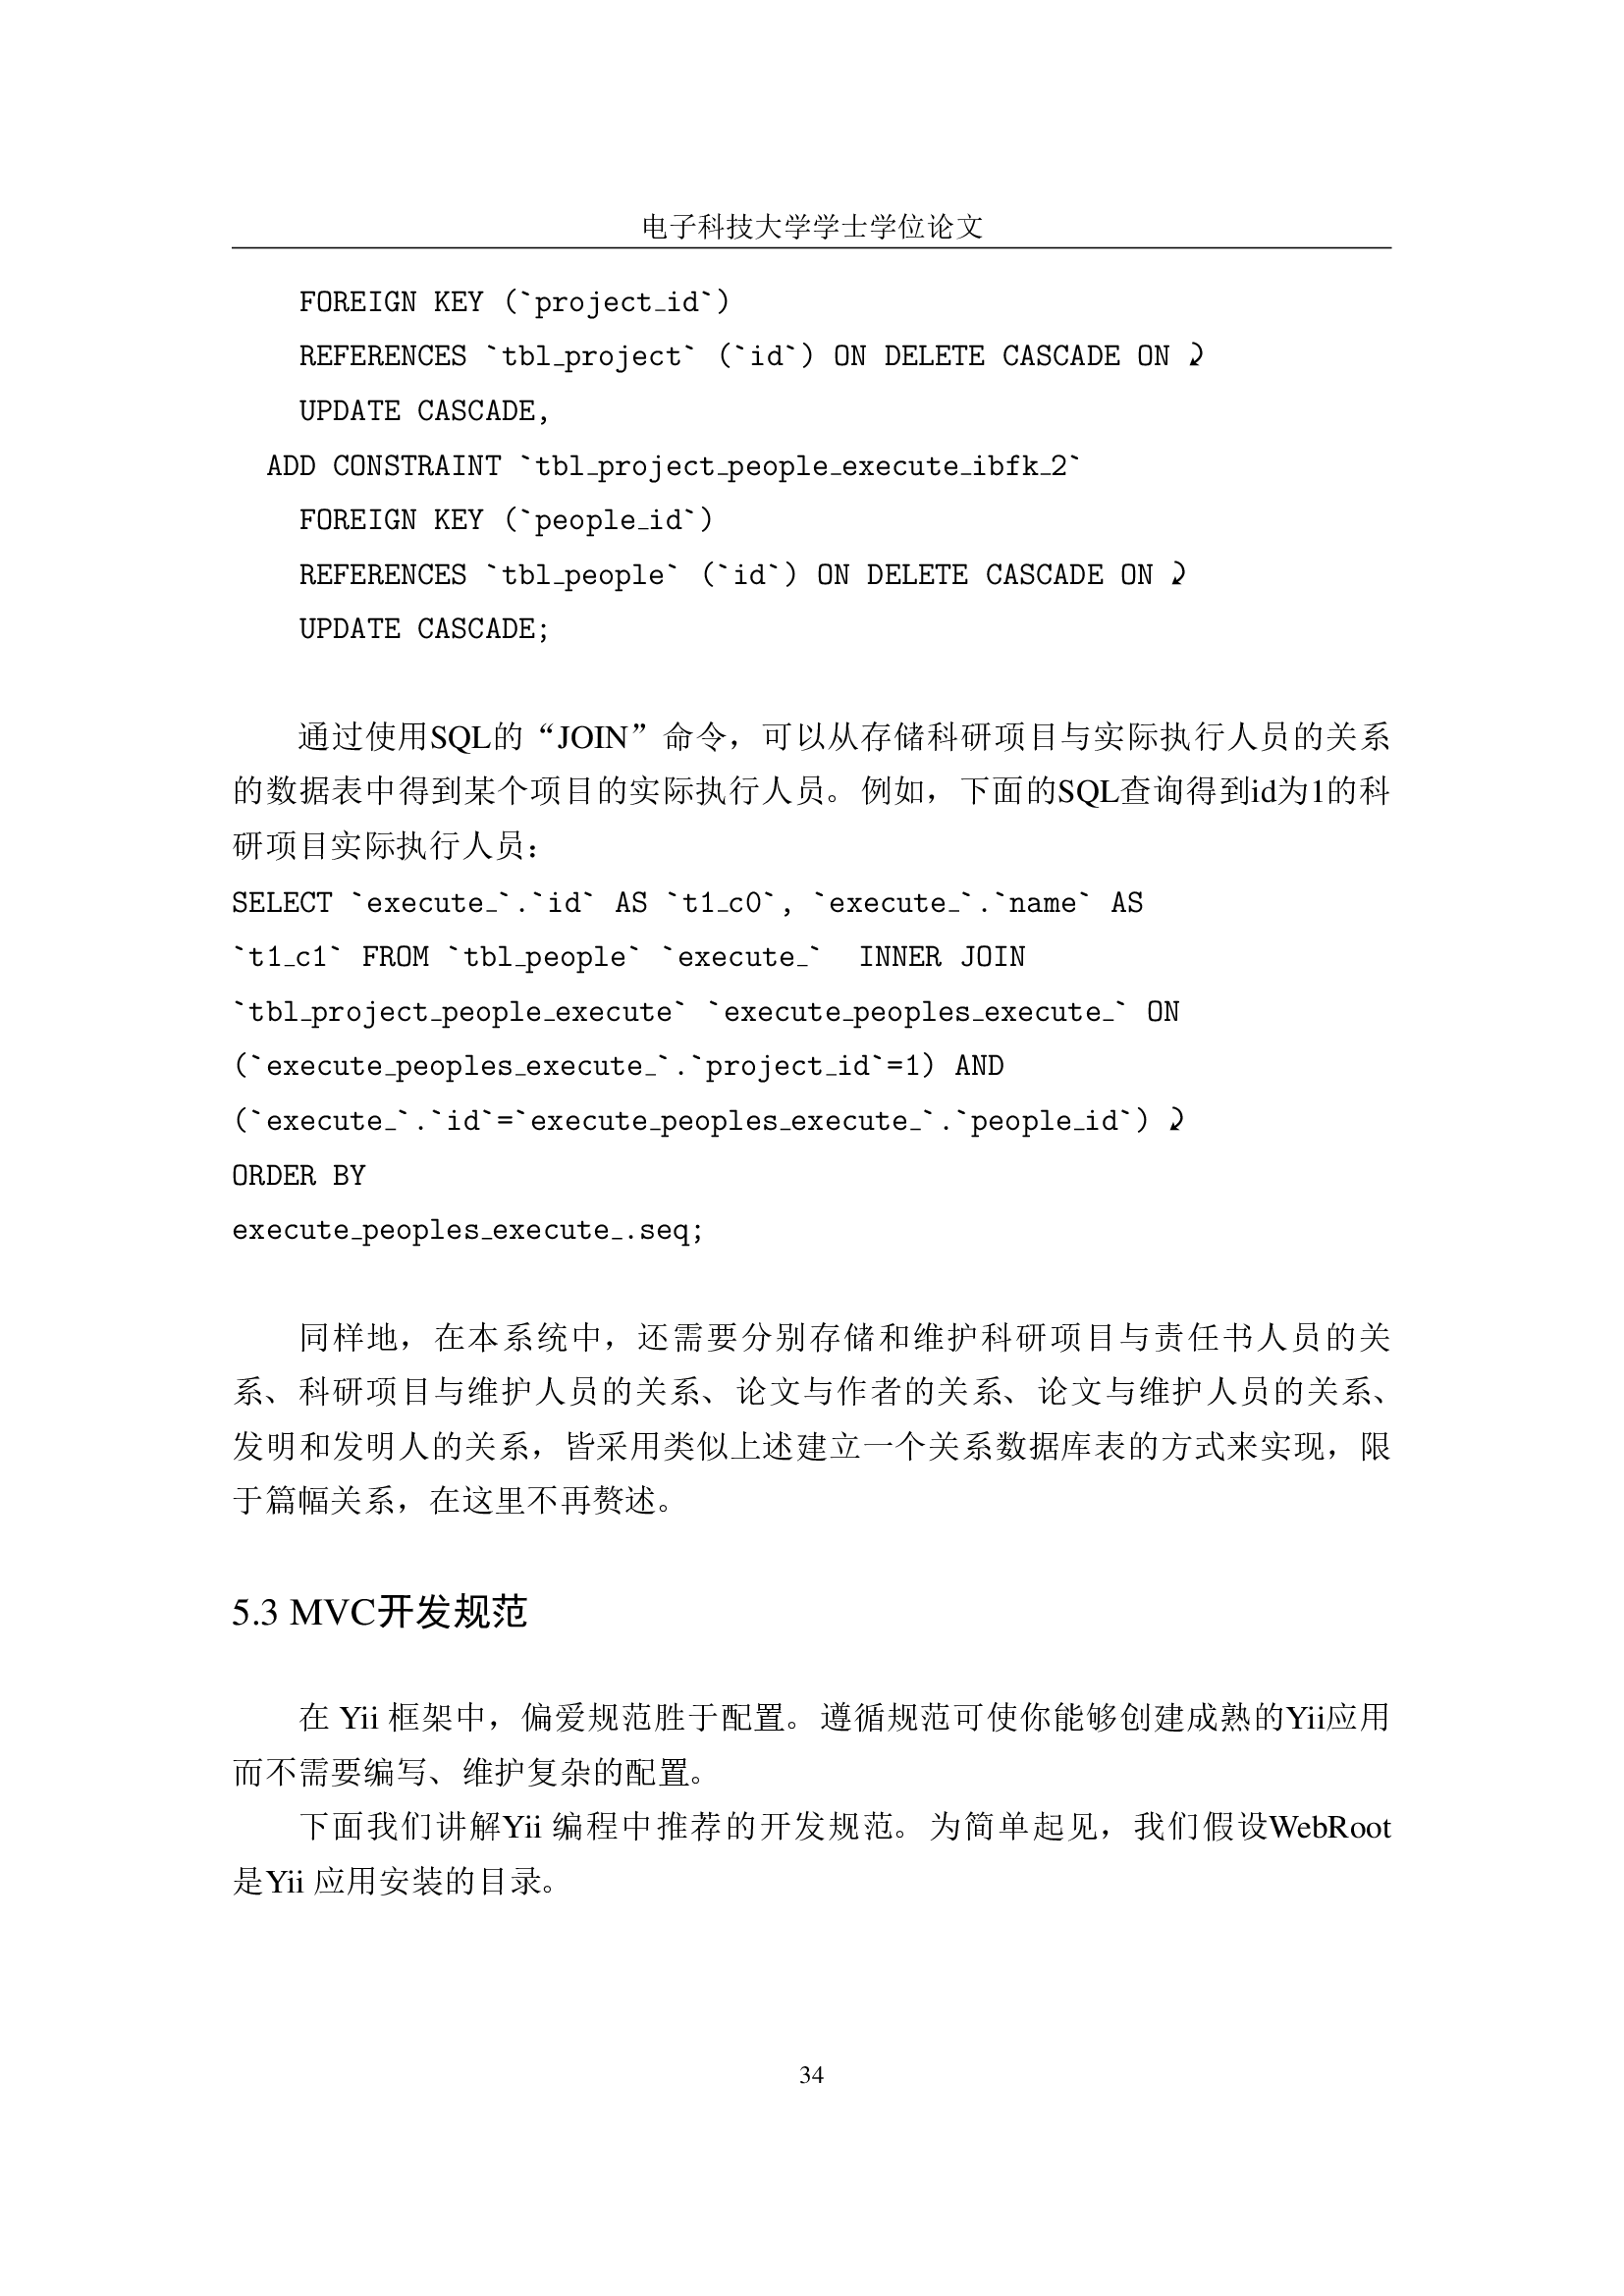 电子科技大学学士学位论文
FOREIGN KEY (`project_id`)
REFERENCES `tbl_project` (`id`) ON DELETE CASCADE ON ⤸
UPDATE CASCADE,
ADD CONSTRAINT `tbl_project_people_execute_ibfk_2`
FOREIGN KEY (`people_id`)
REFERENCES `tbl_people` (`id`) ON DELETE CASCADE ON ⤸
UPDATE CASCADE;
通过使用SQL的“JOIN”命令，可以从存储科研项目与实际执行人员的关系
的数据表中得到某个项目的实际执行人员。例如，下面的SQL查询得到id为1的科
研项目实际执行人员：
SELECT `execute_`.`id` AS `t1_c0`, `execute_`.`name` AS
`t1_c1` FROM `tbl_people` `execute_`  INNER JOIN
`tbl_project_people_execute` `execute_peoples_execute_` ON
(`execute_peoples_execute_`.`project_id`=1) AND
(`execute_`.`id`=`execute_peoples_execute_`.`people_id`) ⤸
ORDER BY
execute_peoples_execute_.seq;
同样地，在本系统中，还需要分别存储和维护科研项目与责任书人员的关
系、科研项目与维护人员的关系、论文与作者的关系、论文与维护人员的关系、
发明和发明人的关系，皆采用类似上述建立一个关系数据库表的方式来实现，限
于篇幅关系，在这里不再赘述。
5.3 MVC开发规范
在 Yii 框架中，偏爱规范胜于配置。遵循规范可使你能够创建成熟的Yii应用
而不需要编写、维护复杂的配置。
下面我们讲解Yii 编程中推荐的开发规范。为简单起见，我们假设WebRoot
是Yii 应用安装的目录。
34